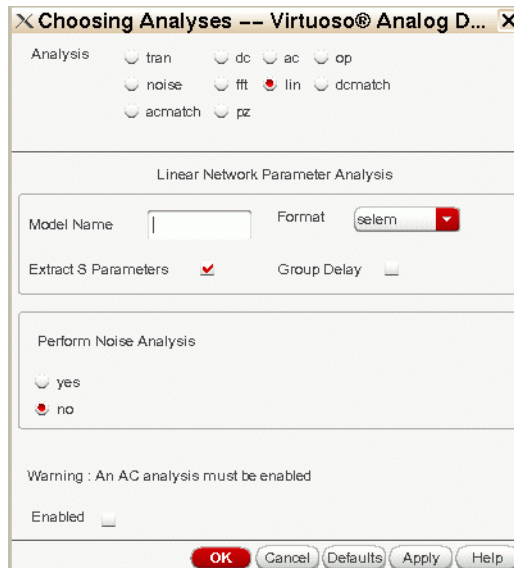 Choosing Analyses -- Virtuoso® Analog D...
Analysis
tran dc ac op
noise fft lin dcmatch
acmatch pz
Linear Network Parameter Analysis
Model Name Format selem
Extract S Parameters Group Delay
Perform Noise Analysis
yes
no
Warning : An AC analysis must be enabled
Enabled
OK Cancel Defaults Apply Help